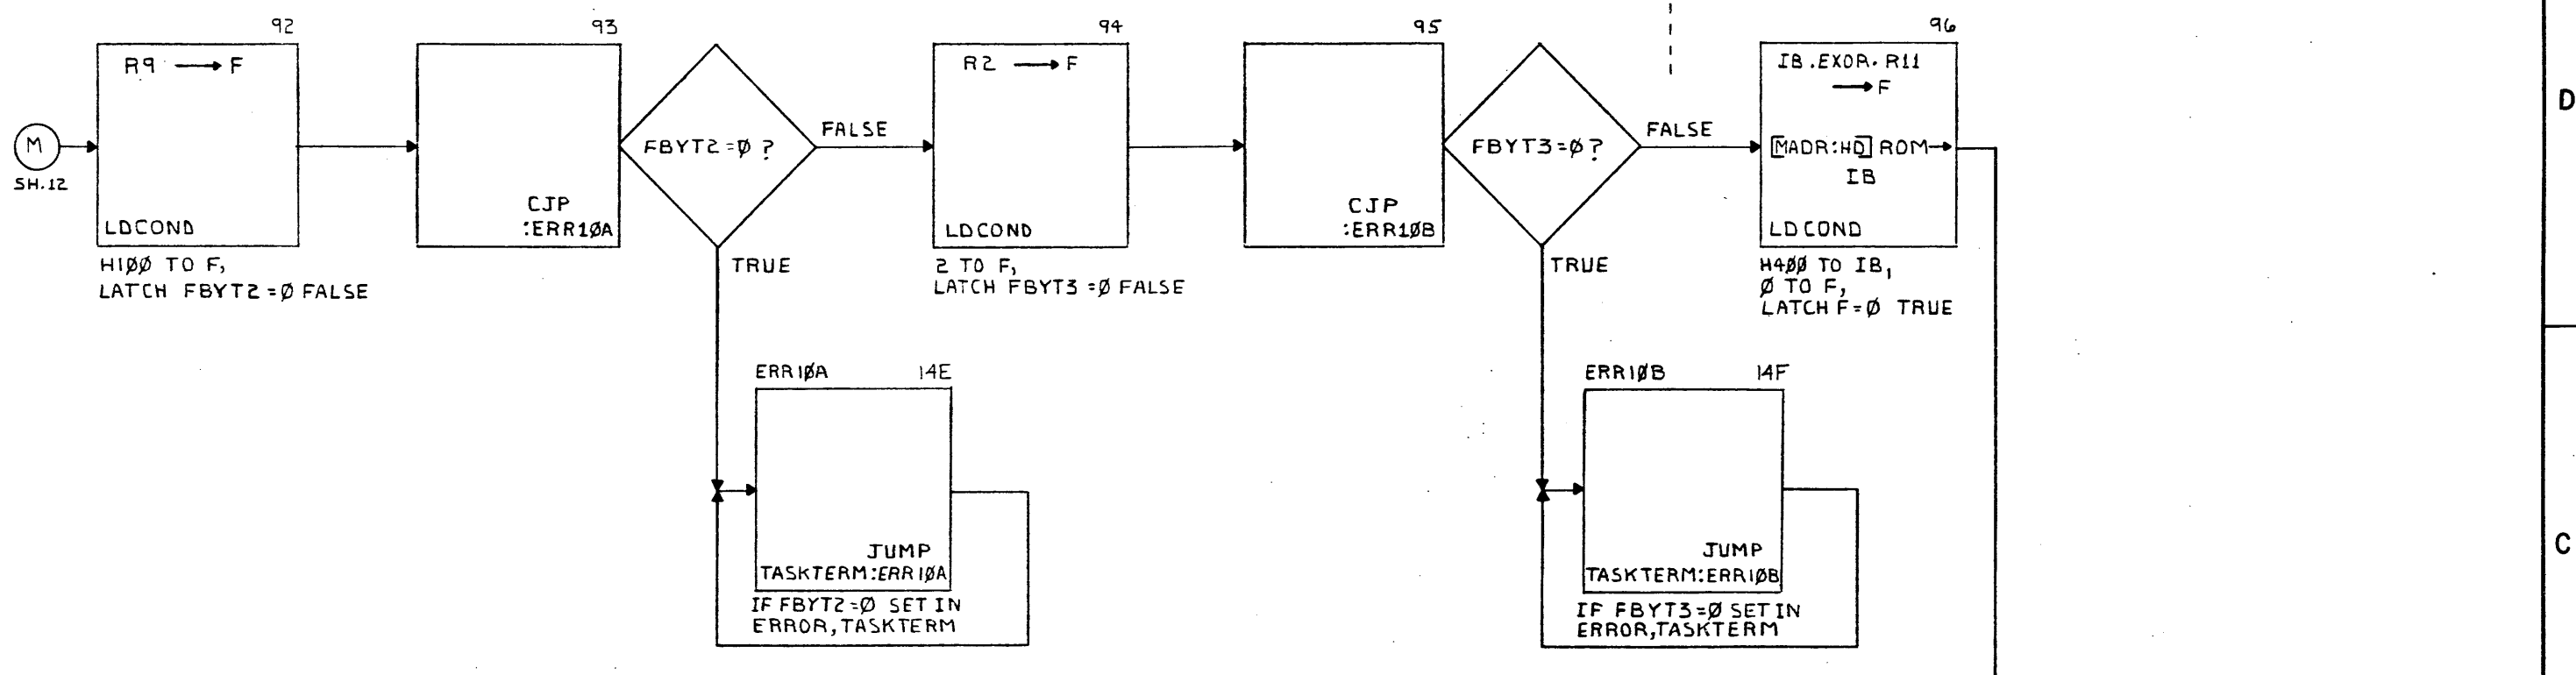 92
R9 → F
LDCOND
H1ØØ TO F,
LATCH FBYT2=Ø FALSE
M
SH.12
93
CJP
:ERR1ØA
FBYT2=Ø?
FALSE
TRUE
94
R2 → F
LDCOND
2 TO F,
LATCH FBYT3=Ø FALSE
95
CJP
:ERR1ØB
FBYT3=Ø?
FALSE
TRUE
96
IB.EXOR.R11
→ F
[MADR:HD] ROM→
IB
LDCOND
H4ØØ TO IB,
Ø TO F,
LATCH F=Ø TRUE
ERR1ØA 14E
JUMP
TASKTERM:ERR1ØA
IF FBYT2=Ø SET IN
ERROR,TASKTERM
ERR1ØB 14F
JUMP
TASKTERM:ERR1ØB
IF FBYT3=Ø SET IN
ERROR,TASKTERM
D
C